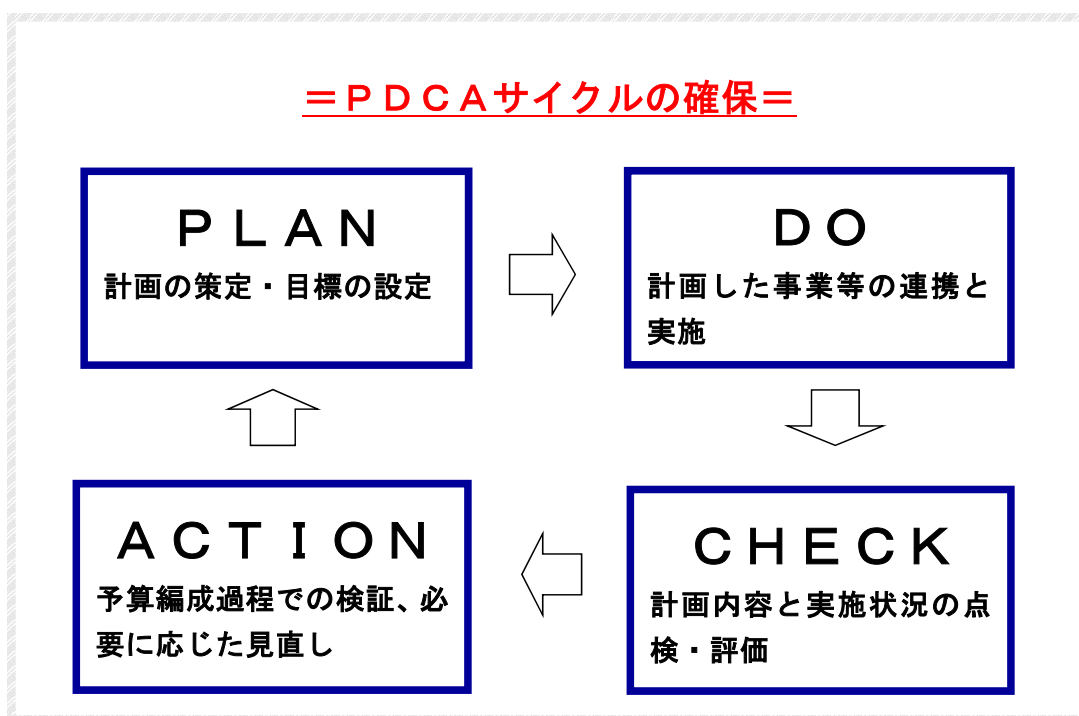 ＝ＰＤＣＡサイクルの確保＝
ＰＬＡＮ
計画の策定・目標の設定
ＤＯ
計画した事業等の連携と
実施
ＡＣＴＩＯＮ
予算編成過程での検証、必
要に応じた見直し
ＣＨＥＣＫ
計画内容と実施状況の点
検・評価